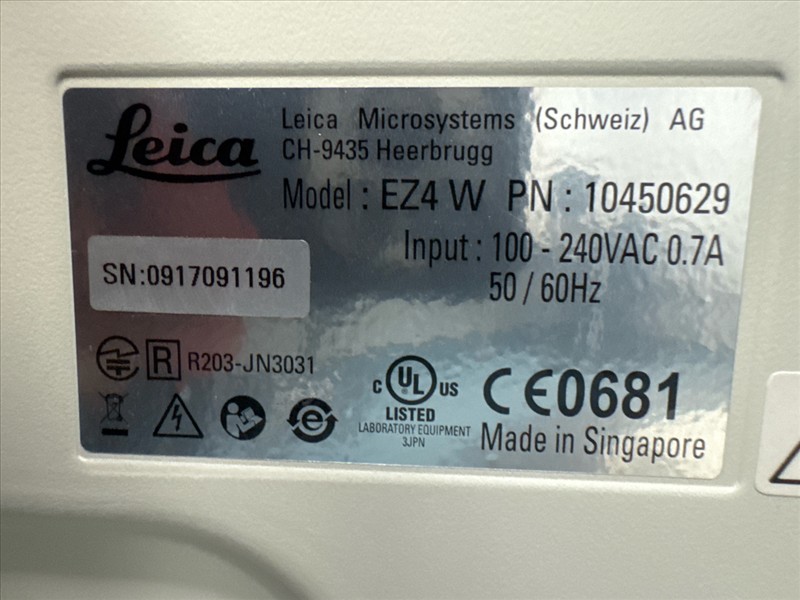 Leica
Leica Microsystems (Schweiz) AG
CH-9435 Heerbrugg
Model : EZ4 W PN : 10450629
Input : 100 - 240VAC 0.7A
50 / 60Hz
SN:0917091196
R R203-JN3031
C UL US
LISTED
LABORATORY EQUIPMENT
3JPN
CE0681
Made in Singapore